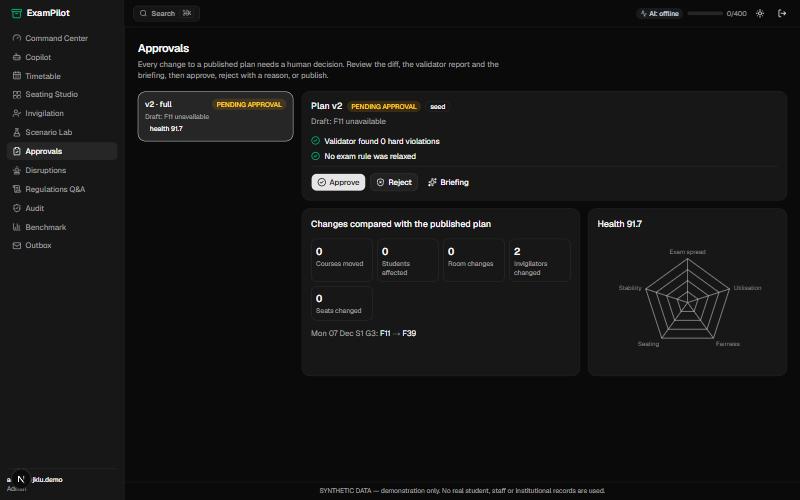 ExamPilot
Search ⌘K
AI: offline
0/400
Command Center
Copilot
Timetable
Seating Studio
Invigilation
Scenario Lab
Approvals
Disruptions
Regulations Q&A
Audit
Benchmark
Outbox
jklu.demo
Approvals
Every change to a published plan needs a human decision. Review the diff, the validator report and the
briefing, then approve, reject with a reason, or publish.
v2 · full PENDING APPROVAL
Draft: F11 unavailable
health 91.7
Plan v2 PENDING APPROVAL seed
Draft: F11 unavailable
Validator found 0 hard violations
No exam rule was relaxed
Approve Reject Briefing
Changes compared with the published plan
0
Courses moved
0
Students
affected
0
Room changes
2
Invigilators
changed
0
Seats changed
Mon 07 Dec S1 G3: F11 → F39
Health 91.7
Exam spread
Utilisation
Fairness
Seating
Stability
SYNTHETIC DATA — demonstration only. No real student, staff or institutional records are used.